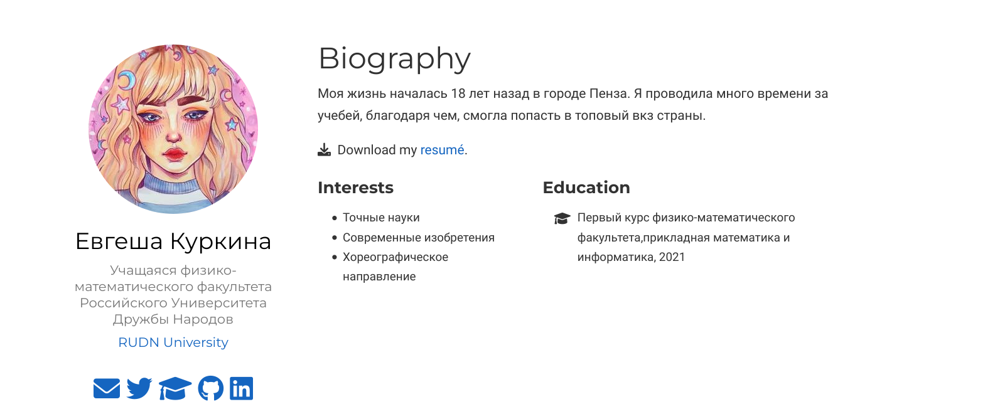 Biography
Моя жизнь началась 18 лет назад в городе Пенза. Я проводила много времени за
учебей, благодаря чем, смогла попасть в топовый вкз страны.
Download my resumé.
Interests
Точные науки
Современные изобретения
Хореографическое
направление
Education
Первый курс физико-математического
факультета,прикладная математика и
информатика, 2021
Евгеша Куркина
Учащаяся физико-
математического факультета
Российского Университета
Дружбы Народов
RUDN University
in